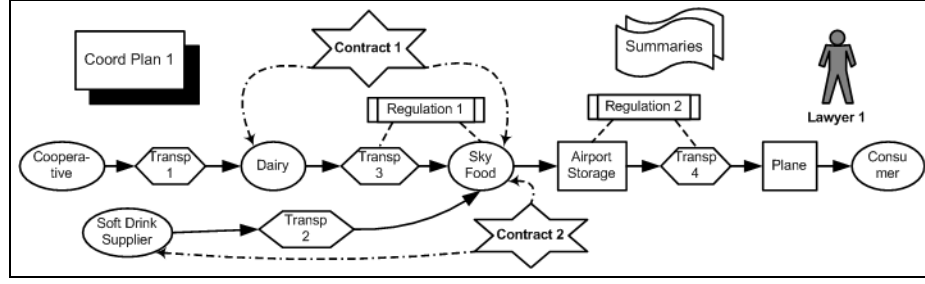 Coord Plan 1
Contract 1
Summaries
Regulation 1
Regulation 2
Lawyer 1
Coopera-
tive
Transp
1
Dairy
Transp
3
Sky
Food
Airport
Storage
Transp
4
Plane
Consu
mer
Soft Drink
Supplier
Transp
2
Contract 2